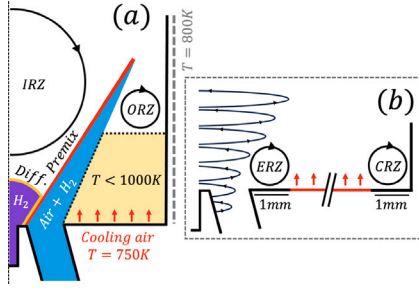 (a)
IRZ
ORZ
T = 800K
Diff.
Premix
H₂
Air + H₂
T < 1000K
Cooling air
T = 750K
(b)
ERZ
CRZ
1mm
1mm